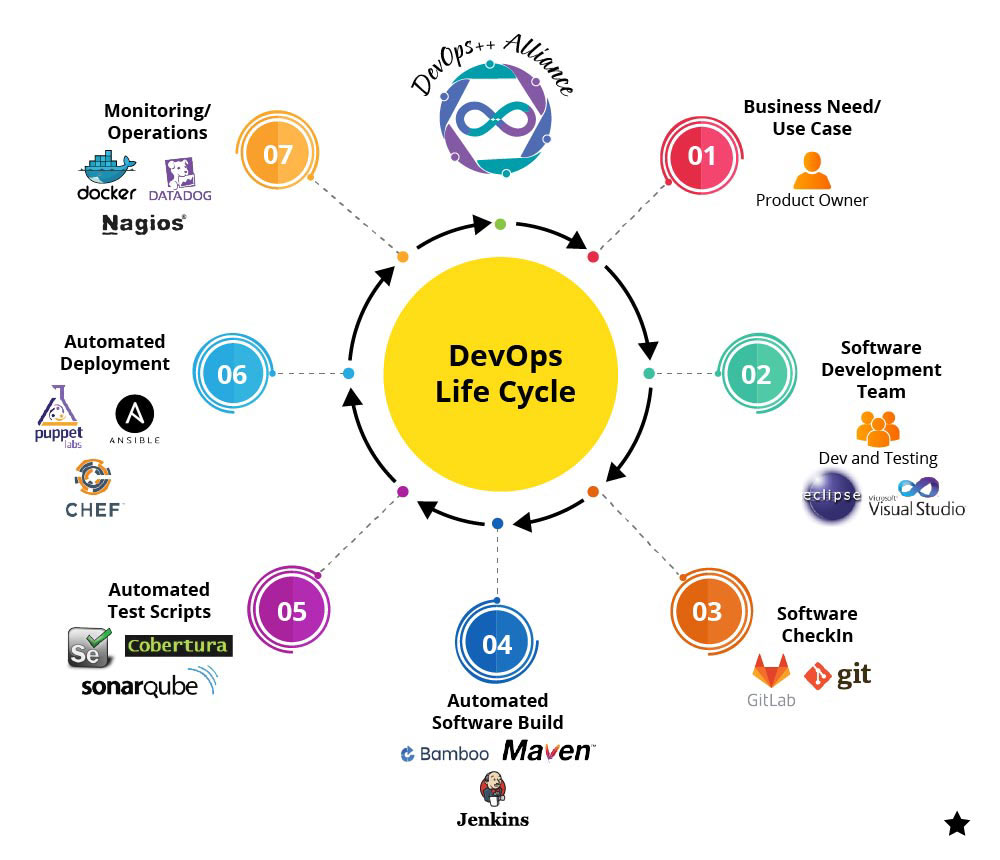 DevOps++ Alliance
DevOps
Life Cycle
01
Business Need/
Use Case
Product Owner
02
Software
Development
Team
Dev and Testing
eclipse
Microsoft®
Visual Studio
03
Software
CheckIn
GitLab
git
04
Automated
Software Build
Bamboo
Maven™
Jenkins
05
Automated
Test Scripts
Se
Cobertura
sonarqube
06
Automated
Deployment
puppet
labs
A
ANSIBLE
CHEF™
07
Monitoring/
Operations
docker
DATADOG
Nagios®